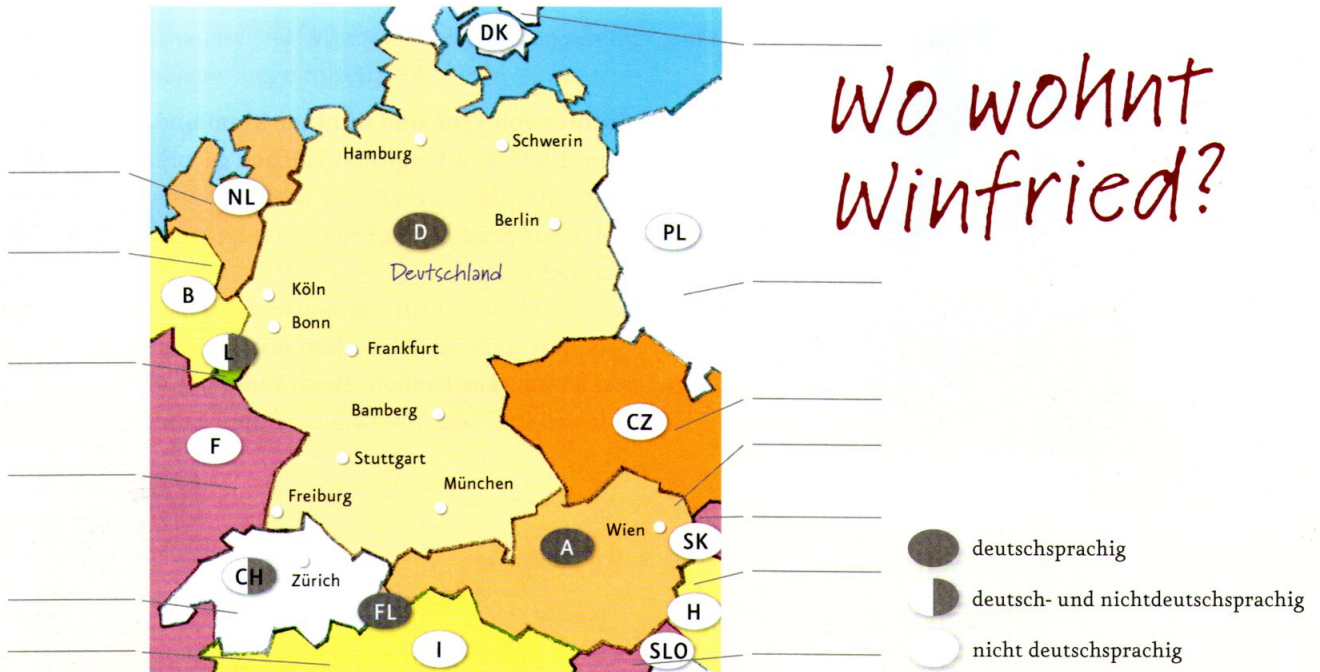 DK
Wo wohnt
Winfried?
Hamburg
Schwerin
NL
D
Berlin
PL
Deutschland
B
Köln
Bonn
L
Frankfurt
Bamberg
CZ
F
Stuttgart
München
Freiburg
Wien
SK
A
deutschsprachig
CH
Zürich
FL
H
deutsch- und nichtdeutschsprachig
I
SLO
nicht deutschsprachig